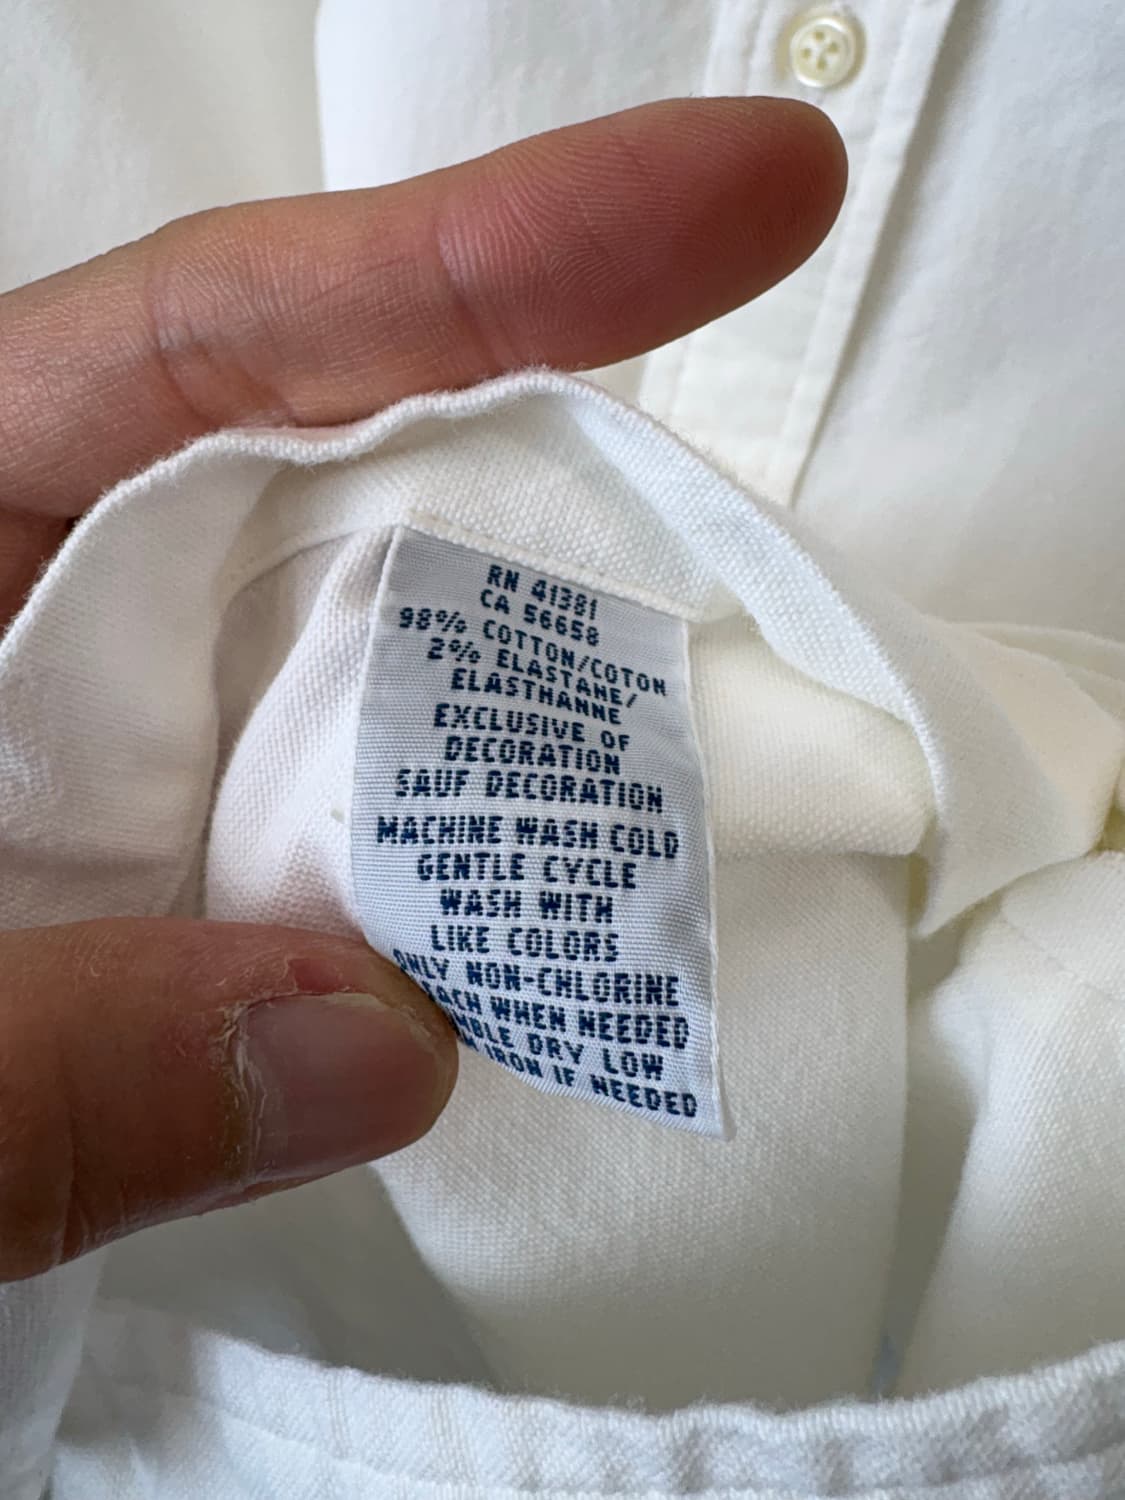 RN 41381
CA 56658
98% COTTON/COTON
2% ELASTANE/
ELASTHANNE
EXCLUSIVE OF
DECORATION
SAUF DECORATION
MACHINE WASH COLD
GENTLE CYCLE
WASH WITH
LIKE COLORS
ONLY NON-CHLORINE
WHEN NEEDED
DRY LOW
IRON IF NEEDED